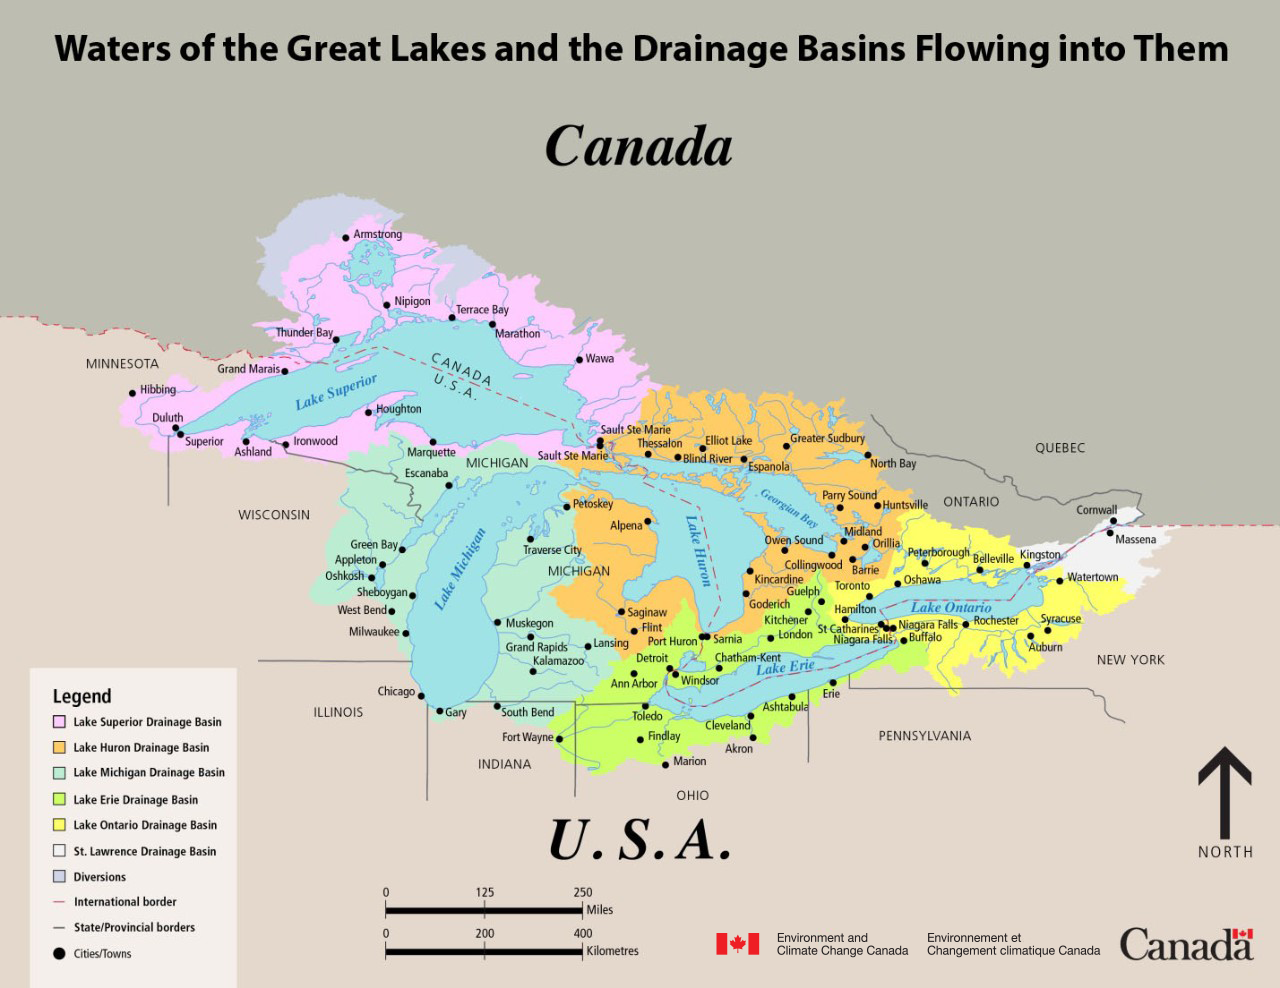 Waters of the Great Lakes and the Drainage Basins Flowing into Them
Canada
Armstrong
Nipigon
Terrace Bay
Thunder Bay
Marathon
CANADA
U.S.A.
Wawa
MINNESOTA
Grand Marais
Lake Superior
Hibbing
Duluth
Superior
Houghton
Ashland
Ironwood
Marquette
Sault Ste Marie
Sault Ste Marie
Thessalon
Elliot Lake
Blind River
Greater Sudbury
Espanola
North Bay
QUEBEC
MICHIGAN
Escanaba
WISCONSIN
Petoskey
Alpena
Georgian Bay
Parry Sound
Huntsville
ONTARIO
Cornwall
Massena
Lake Huron
Lake Michigan
Green Bay
Appleton
Oshkosh
Traverse City
MICHIGAN
Owen Sound
Midland
Orillia
Collingwood
Barrie
Peterborough
Belleville
Kingston
Watertown
Sheboygan
West Bend
Milwaukee
Kincardine
Goderich
Guelph
Toronto
Oshawa
Lake Ontario
Saginaw
Flint
Kitchener
Hamilton
St Catharines
Niagara Falls
Niagara Falls
Rochester
Syracuse
Auburn
Buffalo
Muskegon
Grand Rapids
Lansing
Kalamazoo
Port Huron
Sarnia
London
NEW YORK
Detroit
Chatham-Kent
Lake Erie
Ann Arbor
Windsor
Erie
Chicago
Gary
South Bend
Toledo
Ashtabula
Cleveland
ILLINOIS
Fort Wayne
Findlay
Akron
PENNSYLVANIA
INDIANA
Marion
OHIO
U.S.A.
Legend
Lake Superior Drainage Basin
Lake Huron Drainage Basin
Lake Michigan Drainage Basin
Lake Erie Drainage Basin
Lake Ontario Drainage Basin
St. Lawrence Drainage Basin
Diversions
International border
State/Provincial borders
Cities/Towns
NORTH
0 125 250
Miles
0 200 400
Kilometres
Environment and
Climate Change Canada
Environnement et
Changement climatique Canada
Canada